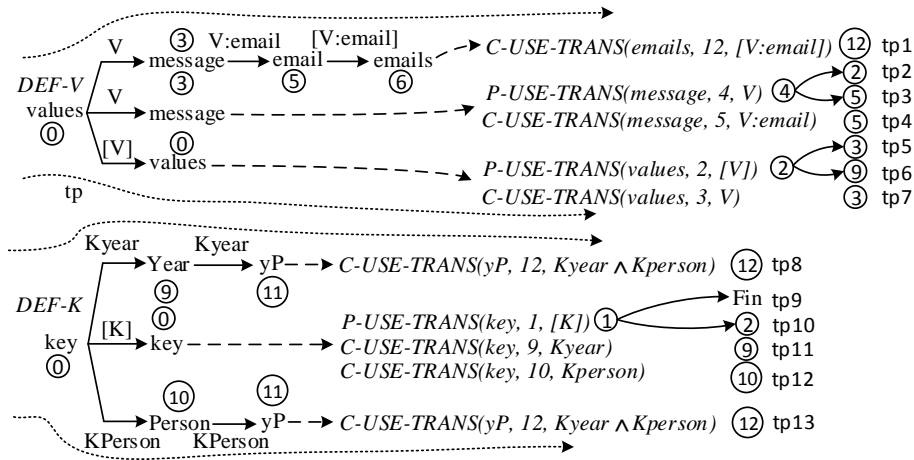 V ③ V:email [V:email]
message email emails C-USE-TRANS(emails, 12, [V:email]) ⑫ tp1
③ ⑤ ⑥
DEF-V
values
⓪
V message P-USE-TRANS(message, 4, V) ④ ② tp2
⑤ tp3
C-USE-TRANS(message, 5, V:email) ⑤ tp4
[V] ⓪
values P-USE-TRANS(values, 2, [V]) ② ③ tp5
⑨ tp6
C-USE-TRANS(values, 3, V) ③ tp7
tp
Kyear Kyear
Year yP C-USE-TRANS(yP, 12, Kyear ∧ Kperson) ⑫ tp8
⑨ ⑪
DEF-K
key
⓪
[K] ⓪
key P-USE-TRANS(key, 1, [K]) ① Fin tp9
② tp10
C-USE-TRANS(key, 9, Kyear) ⑨ tp11
C-USE-TRANS(key, 10, Kperson) ⑩ tp12
⑩ ⑪
Person yP C-USE-TRANS(yP, 12, Kyear ∧ Kperson) ⑫ tp13
KPerson KPerson